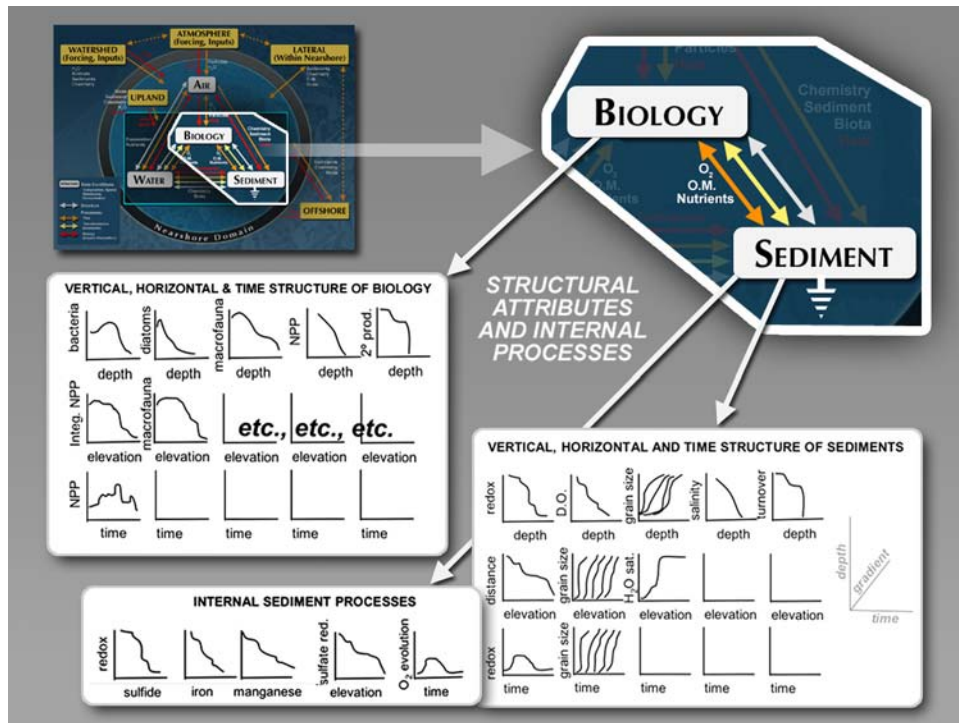 ATMOSPHERE
(Forcing, Inputs)
WATERSHED
(Forcing, Inputs)
LATERAL
(Within Nearshore)
UPLAND
AIR
BIOLOGY
WATER
SEDIMENT
OFFSHORE
Nearshore Domain
Particles
Chemistry
Sediment
Biota
BIOLOGY
O2
O.M.
Nutrients
SEDIMENT
STRUCTURAL
ATTRIBUTES
AND INTERNAL
PROCESSES
VERTICAL, HORIZONTAL & TIME STRUCTURE OF BIOLOGY
bacteria
depth
diatoms
depth
macrofauna
depth
NPP
depth
2º prod.
depth
Integ. NPP
elevation
macrofauna
elevation
etc., etc., etc.
elevation
elevation
elevation
NPP
time
time
time
time
time
VERTICAL, HORIZONTAL AND TIME STRUCTURE OF SEDIMENTS
redox
depth
D.O.
depth
grain size
depth
salinity
depth
turnover
depth
distance
elevation
grain size
elevation
H2O sat.
elevation
elevation
elevation
redox
time
grain size
time
time
time
time
depth
gradient
time
INTERNAL SEDIMENT PROCESSES
redox
sulfide
iron
manganese
sulfate red.
elevation
O2 evolution
time